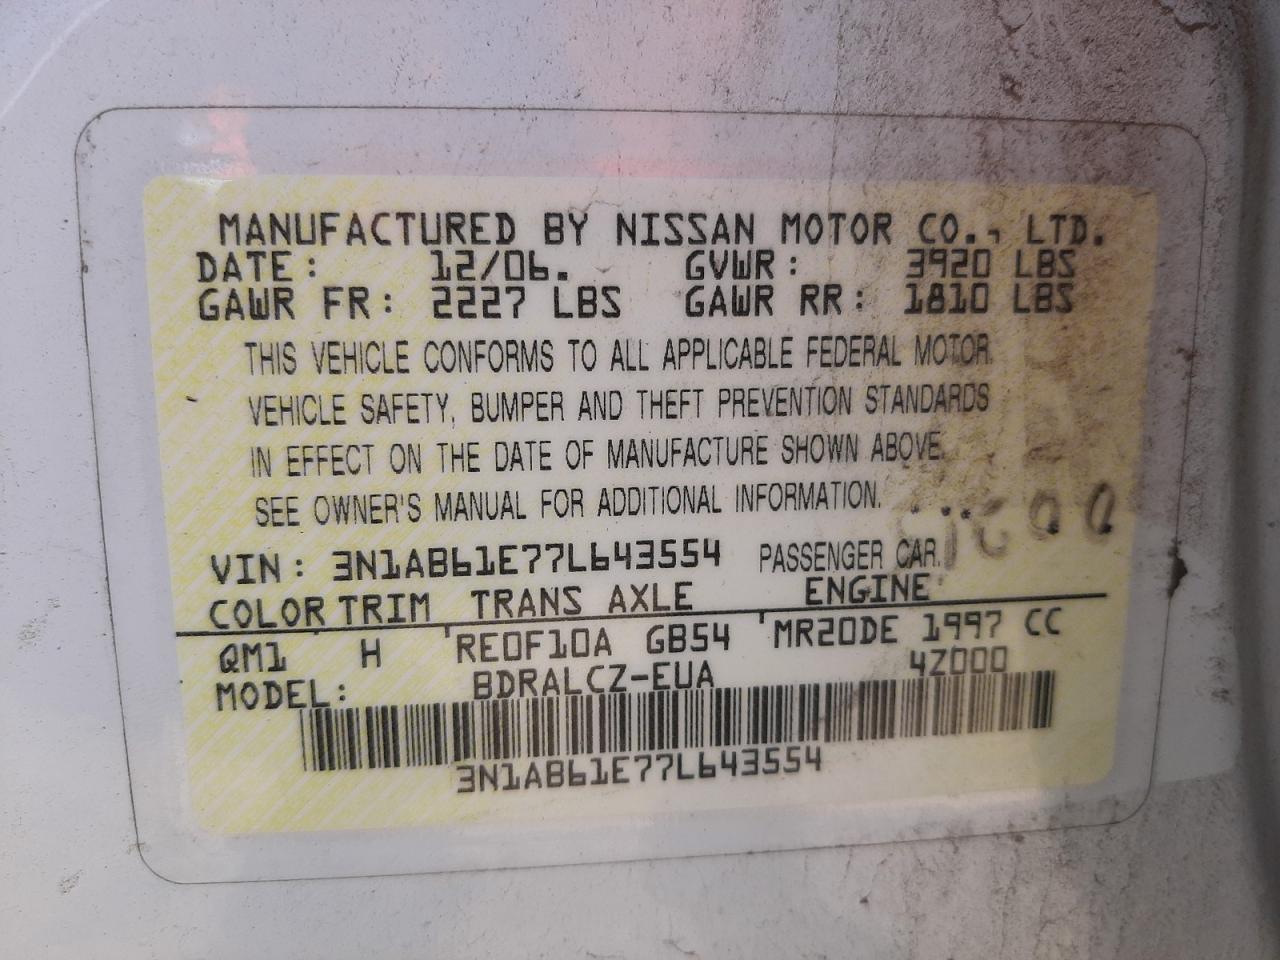 MANUFACTURED BY NISSAN MOTOR CO., LTD.
DATE: 12/06. GVWR: 3920 LBS
GAWR FR: 2227 LBS GAWR RR: 1810 LBS
THIS VEHICLE CONFORMS TO ALL APPLICABLE FEDERAL MOTOR
VEHICLE SAFETY, BUMPER AND THEFT PREVENTION STANDARDS
IN EFFECT ON THE DATE OF MANUFACTURE SHOWN ABOVE.
SEE OWNER'S MANUAL FOR ADDITIONAL INFORMATION.
VIN: 3N1AB61E77L643554 PASSENGER CAR.
COLOR TRIM TRANS AXLE ENGINE
QM1 H RE0F10A GB54 MR20DE 1997 CC
MODEL: BDRALCZ-EUA 4Z000
3N1AB61E77L643554